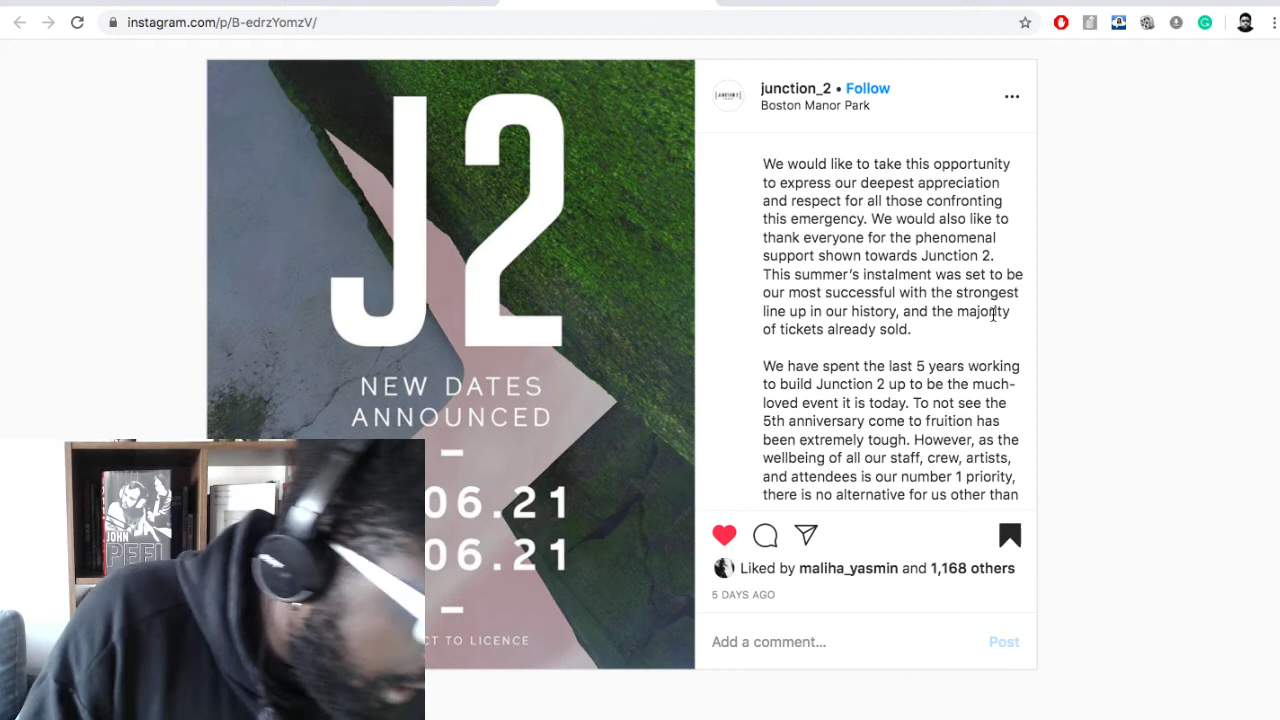 instagram.com/p/B-edrzYomzV/
J2
NEW DATES
ANNOUNCED
06.21
06.21
CT TO LICENCE
JOHN
PEEL
junction_2 • Follow
Boston Manor Park
We would like to take this opportunity
to express our deepest appreciation
and respect for all those confronting
this emergency. We would also like to
thank everyone for the phenomenal
support shown towards Junction 2.
This summer's instalment was set to be
our most successful with the strongest
line up in our history, and the majority
of tickets already sold.
We have spent the last 5 years working
to build Junction 2 up to be the much-
loved event it is today. To not see the
5th anniversary come to fruition has
been extremely tough. However, as the
wellbeing of all our staff, crew, artists,
and attendees is our number 1 priority,
there is no alternative for us other than
Liked by maliha_yasmin and 1,168 others
5 DAYS AGO
Add a comment...
Post